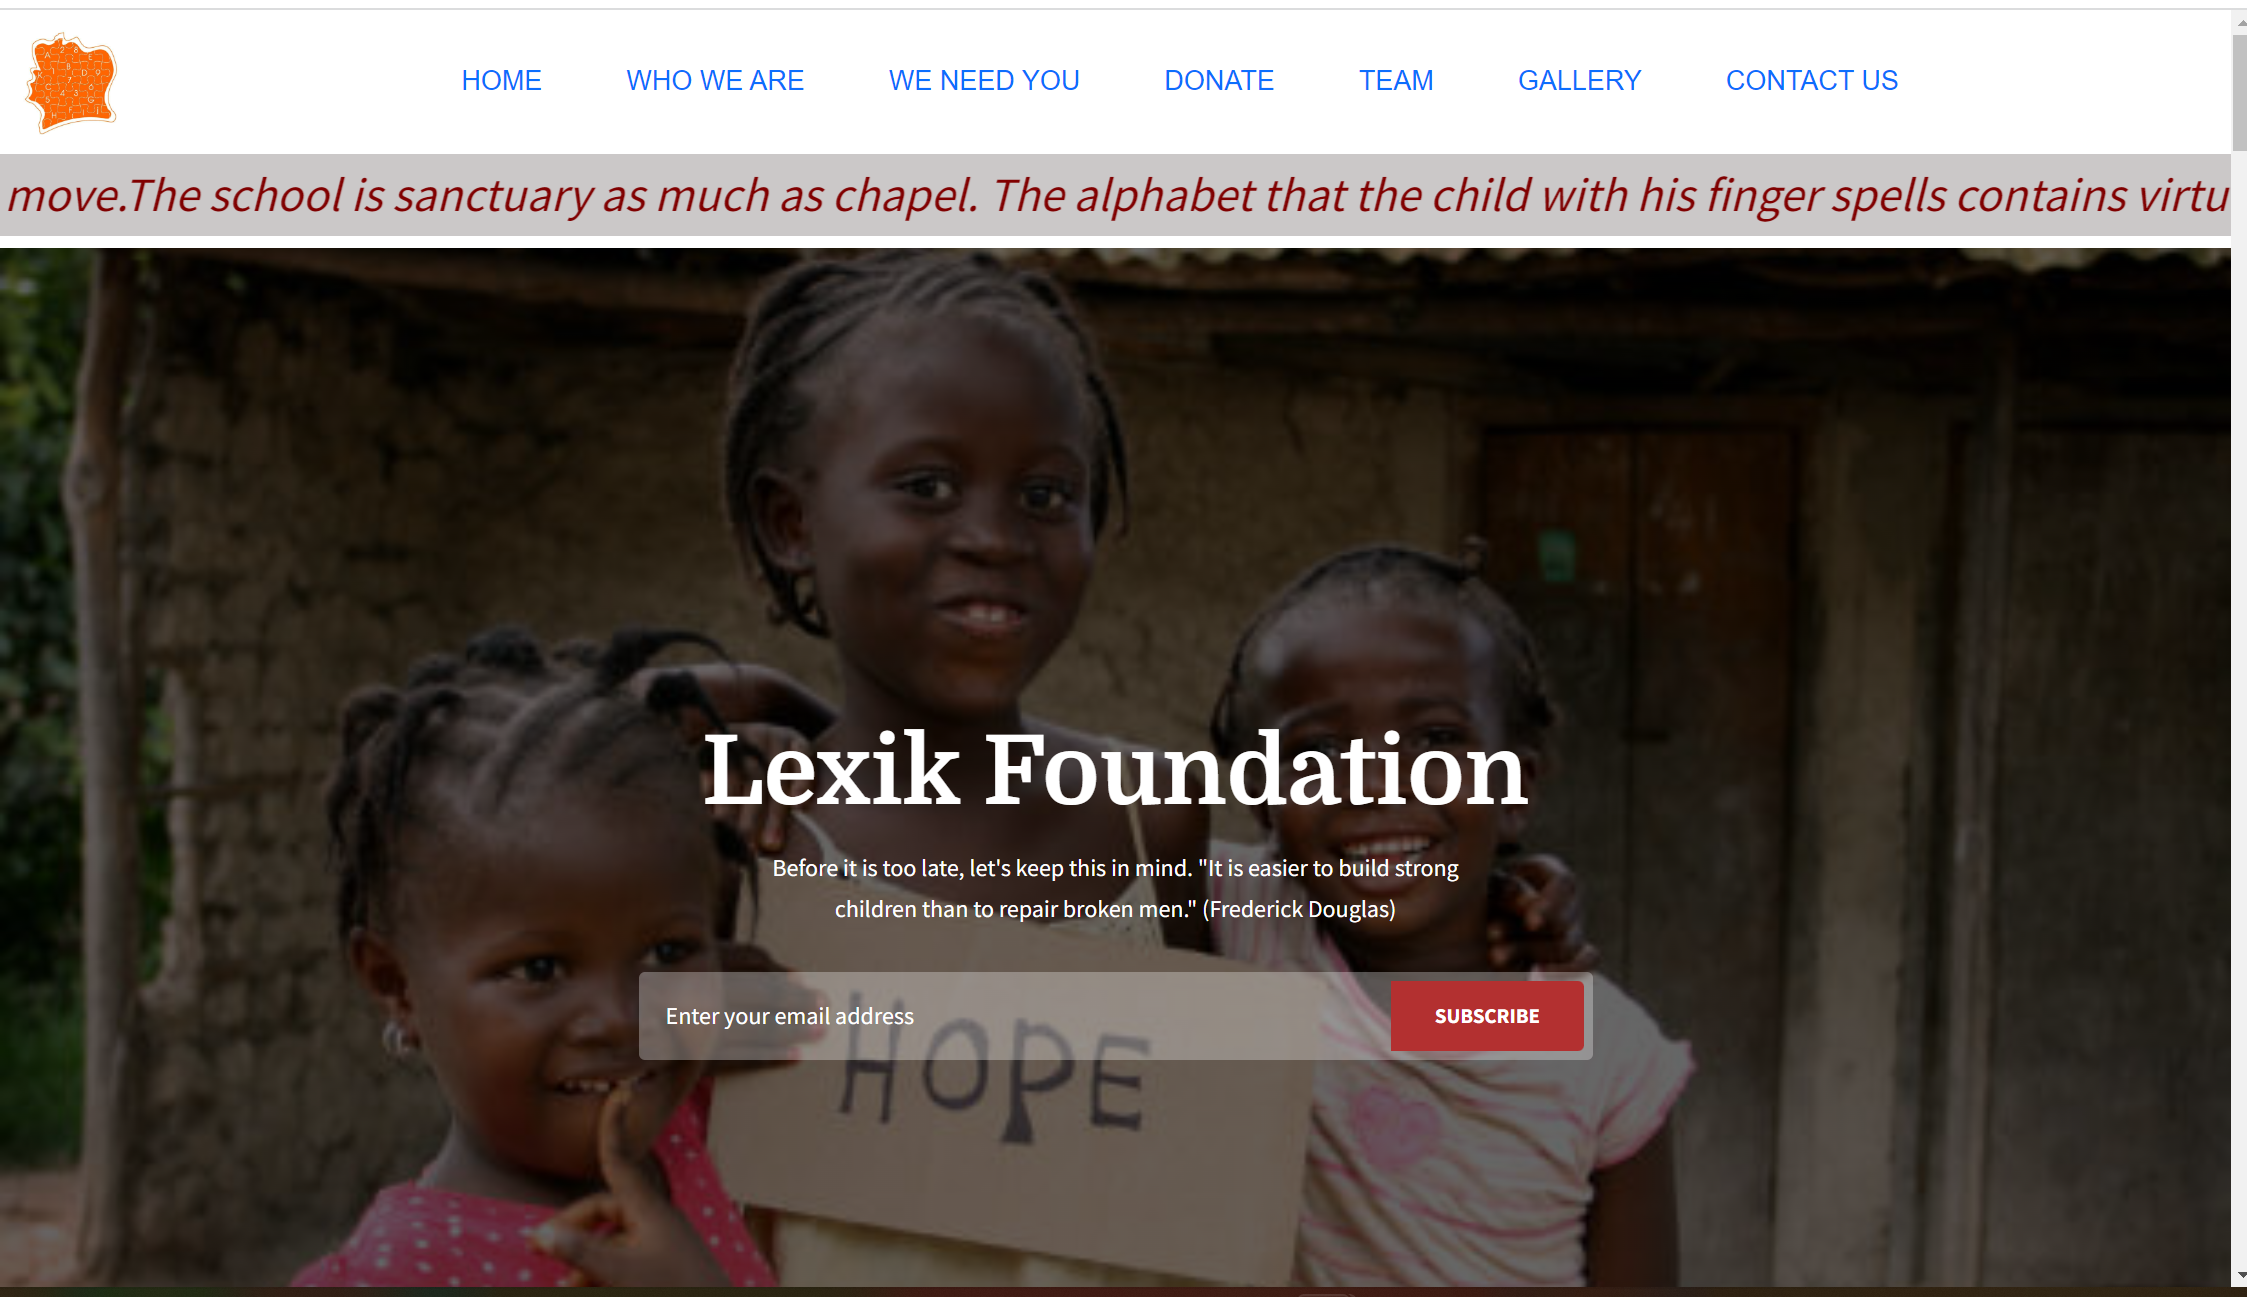 HOME WHO WE ARE WE NEED YOU DONATE TEAM GALLERY CONTACT US
move.The school is sanctuary as much as chapel. The alphabet that the child with his finger spells contains virtu
Lexik Foundation
Before it is too late, let's keep this in mind. "It is easier to build strong
children than to repair broken men." (Frederick Douglas)
Enter your email address SUBSCRIBE
HOPE